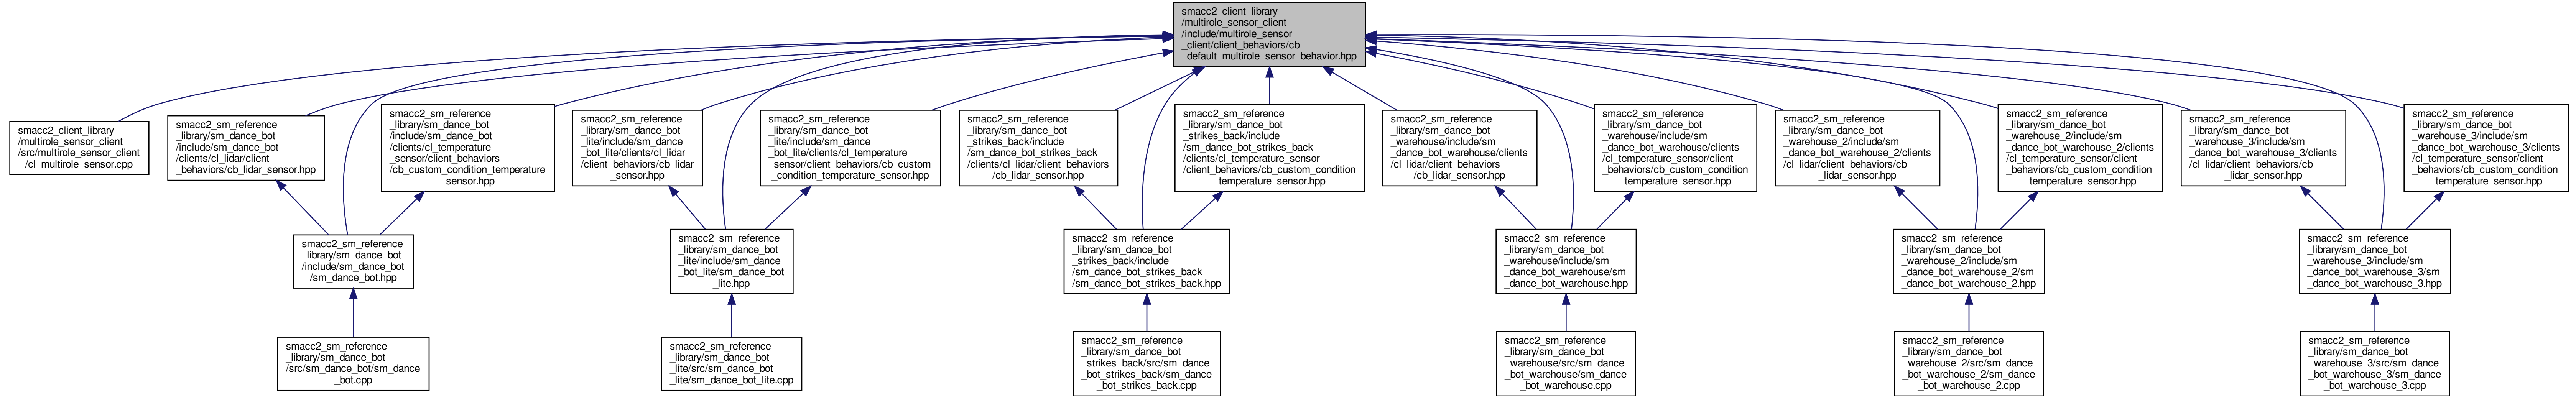 smacc2_client_library
/multirole_sensor_client
/include/multirole_sensor
_client/client_behaviors/cb
_default_multirole_sensor_behavior.hpp
smacc2_client_library
/multirole_sensor_client
/src/multirole_sensor_client
/cl_multirole_sensor.cpp
smacc2_sm_reference
_library/sm_dance_bot
/include/sm_dance_bot
/clients/cl_lidar/client
_behaviors/cb_lidar_sensor.hpp
smacc2_sm_reference
_library/sm_dance_bot
/include/sm_dance_bot
/clients/cl_temperature
_sensor/client_behaviors
/cb_custom_condition_temperature
_sensor.hpp
smacc2_sm_reference
_library/sm_dance_bot
_lite/include/sm_dance
_bot_lite/clients/cl_lidar
/client_behaviors/cb_lidar
_sensor.hpp
smacc2_sm_reference
_library/sm_dance_bot
_lite/include/sm_dance
_bot_lite/clients/cl_temperature
_sensor/client_behaviors/cb_custom
_condition_temperature_sensor.hpp
smacc2_sm_reference
_library/sm_dance_bot
_strikes_back/include
/sm_dance_bot_strikes_back
/clients/cl_lidar/client_behaviors
/cb_lidar_sensor.hpp
smacc2_sm_reference
_library/sm_dance_bot
_strikes_back/include
/sm_dance_bot_strikes_back
/clients/cl_temperature_sensor
/client_behaviors/cb_custom_condition
_temperature_sensor.hpp
smacc2_sm_reference
_library/sm_dance_bot
_warehouse/include/sm
_dance_bot_warehouse/clients
/cl_lidar/client_behaviors
/cb_lidar_sensor.hpp
smacc2_sm_reference
_library/sm_dance_bot
_warehouse/include/sm
_dance_bot_warehouse/clients
/cl_temperature_sensor/client
_behaviors/cb_custom_condition
_temperature_sensor.hpp
smacc2_sm_reference
_library/sm_dance_bot
_warehouse_2/include/sm
_dance_bot_warehouse_2/clients
/cl_lidar/client_behaviors/cb
_lidar_sensor.hpp
smacc2_sm_reference
_library/sm_dance_bot
_warehouse_2/include/sm
_dance_bot_warehouse_2/clients
/cl_temperature_sensor/client
_behaviors/cb_custom_condition
_temperature_sensor.hpp
smacc2_sm_reference
_library/sm_dance_bot
_warehouse_3/include/sm
_dance_bot_warehouse_3/clients
/cl_lidar/client_behaviors/cb
_lidar_sensor.hpp
smacc2_sm_reference
_library/sm_dance_bot
_warehouse_3/include/sm
_dance_bot_warehouse_3/clients
/cl_temperature_sensor/client
_behaviors/cb_custom_condition
_temperature_sensor.hpp
smacc2_sm_reference
_library/sm_dance_bot
/include/sm_dance_bot
/sm_dance_bot.hpp
smacc2_sm_reference
_library/sm_dance_bot
_lite/include/sm_dance
_bot_lite/sm_dance_bot
_lite.hpp
smacc2_sm_reference
_library/sm_dance_bot
_strikes_back/include
/sm_dance_bot_strikes_back
/sm_dance_bot_strikes_back.hpp
smacc2_sm_reference
_library/sm_dance_bot
_warehouse/include/sm
_dance_bot_warehouse/sm
_dance_bot_warehouse.hpp
smacc2_sm_reference
_library/sm_dance_bot
_warehouse_2/include/sm
_dance_bot_warehouse_2/sm
_dance_bot_warehouse_2.hpp
smacc2_sm_reference
_library/sm_dance_bot
_warehouse_3/include/sm
_dance_bot_warehouse_3/sm
_dance_bot_warehouse_3.hpp
smacc2_sm_reference
_library/sm_dance_bot
/src/sm_dance_bot/sm_dance
_bot.cpp
smacc2_sm_reference
_library/sm_dance_bot
_lite/src/sm_dance_bot
_lite/sm_dance_bot_lite.cpp
smacc2_sm_reference
_library/sm_dance_bot
_strikes_back/src/sm_dance
_bot_strikes_back/sm_dance
_bot_strikes_back.cpp
smacc2_sm_reference
_library/sm_dance_bot
_warehouse/src/sm_dance
_bot_warehouse/sm_dance
_bot_warehouse.cpp
smacc2_sm_reference
_library/sm_dance_bot
_warehouse_2/src/sm_dance
_bot_warehouse_2/sm_dance
_bot_warehouse_2.cpp
smacc2_sm_reference
_library/sm_dance_bot
_warehouse_3/src/sm_dance
_bot_warehouse_3/sm_dance
_bot_warehouse_3.cpp